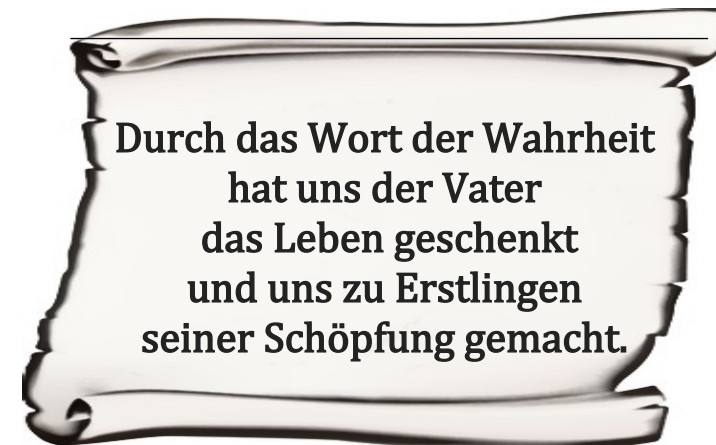 Durch das Wort der Wahrheit
hat uns der Vater
das Leben geschenkt
und uns zu Erstlingen
seiner Schöpfung gemacht.